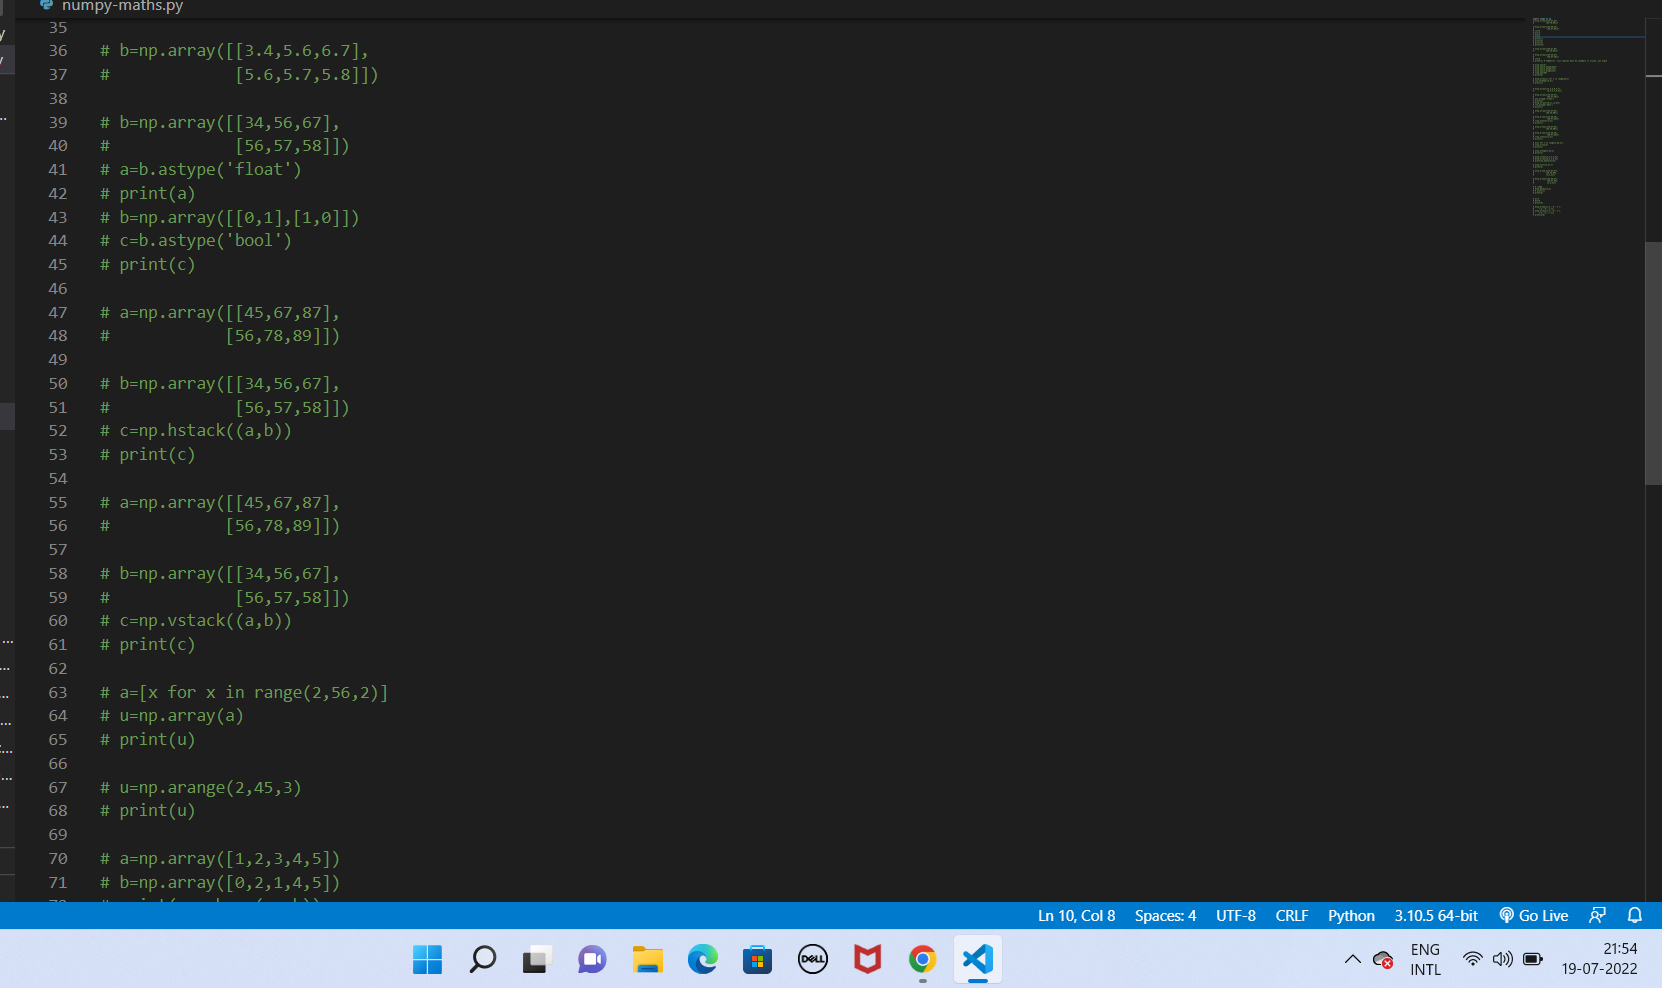 numpy-maths.py
35
36 # b=np.array([[3.4,5.6,6.7],
37 #             [5.6,5.7,5.8]])
38
39 # b=np.array([[34,56,67],
40 #             [56,57,58]])
41 # a=b.astype('float')
42 # print(a)
43 # b=np.array([[0,1],[1,0]])
44 # c=b.astype('bool')
45 # print(c)
46
47 # a=np.array([[45,67,87],
48 #            [56,78,89]])
49
50 # b=np.array([[34,56,67],
51 #             [56,57,58]])
52 # c=np.hstack((a,b))
53 # print(c)
54
55 # a=np.array([[45,67,87],
56 #            [56,78,89]])
57
58 # b=np.array([[34,56,67],
59 #             [56,57,58]])
60 # c=np.vstack((a,b))
61 # print(c)
62
63 # a=[x for x in range(2,56,2)]
64 # u=np.array(a)
65 # print(u)
66
67 # u=np.arange(2,45,3)
68 # print(u)
69
70 # a=np.array([1,2,3,4,5])
71 # b=np.array([0,2,1,4,5])
Ln 10, Col 8 Spaces: 4 UTF-8 CRLF Python 3.10.5 64-bit Go Live
DELL
ENG 21:54
INTL 19-07-2022